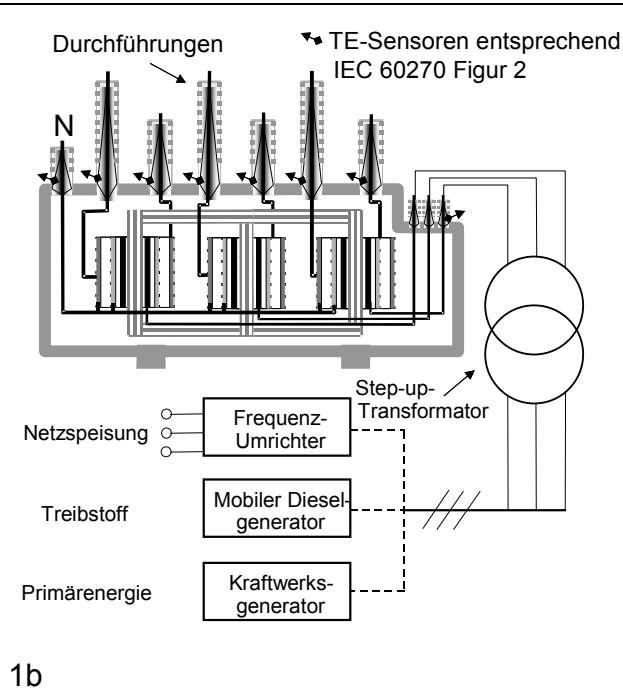 Durchführungen
TE-Sensoren entsprechend
IEC 60270 Figur 2
N
Step-up-
Transformator
Netzspeisung
Frequenz-
Umrichter
Treibstoff
Mobiler Diesel-
generator
Primärenergie
Kraftwerks-
generator
1b